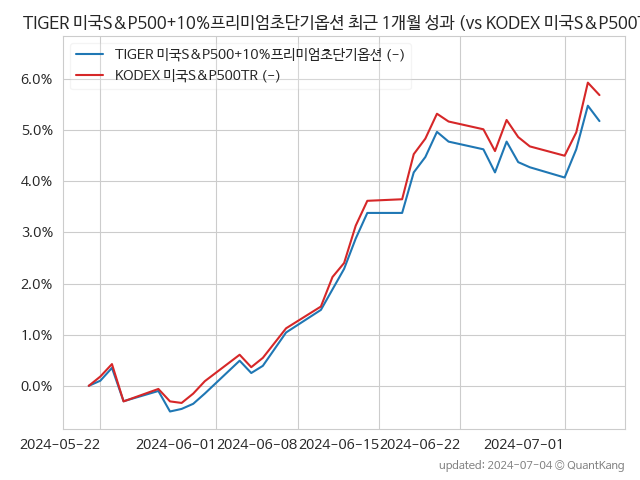 TIGER 미국S&P500+10%프리미엄초단기옵션 최근 1개월 성과 (vs KODEX 미국S&P500T
TIGER 미국S&P500+10%프리미엄초단기옵션 (-)
KODEX 미국S&P500TR (-)
6.0%
5.0%
4.0%
3.0%
2.0%
1.0%
0.0%
2024-05-22 2024-06-01 2024-06-08 2024-06-15 2024-06-22 2024-07-01
updated: 2024-07-04 © QuantKang